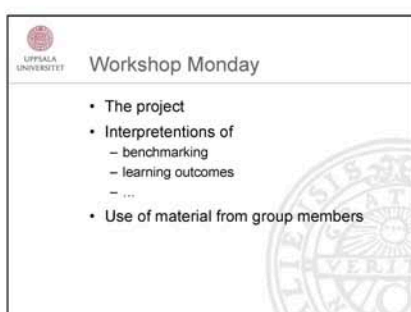 UPPSALA
UNIVERSITET
Workshop Monday
• The project
• Interpretentions of
– benchmarking
– learning outcomes
– ...
• Use of material from group members